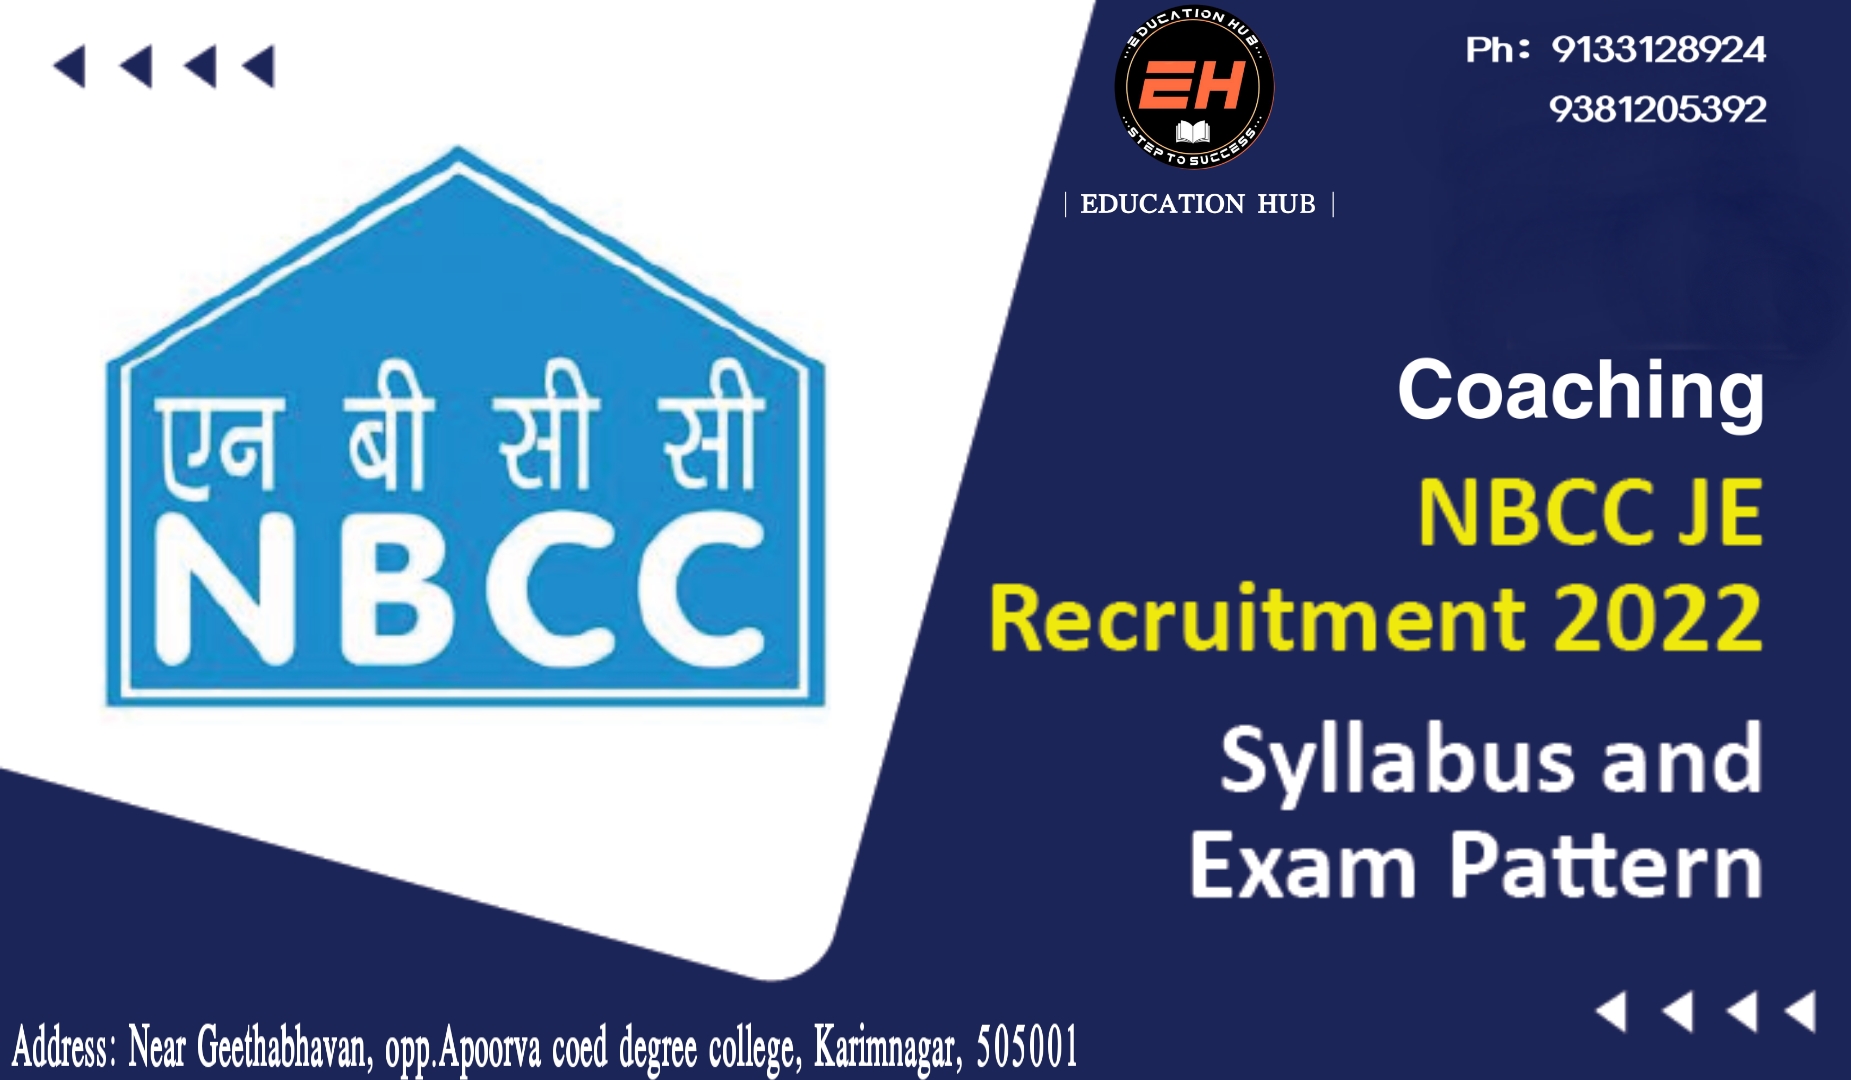 EDUCATION HUB
EH
STEP TO SUCCESS
| EDUCATION HUB |
Ph: 9133128924
9381205392
एन बी सी सी
NBCC
Coaching
NBCC JE
Recruitment 2022
Syllabus and
Exam Pattern
Address: Near Geethabhavan, opp.Apoorva coed degree college, Karimnagar, 505001